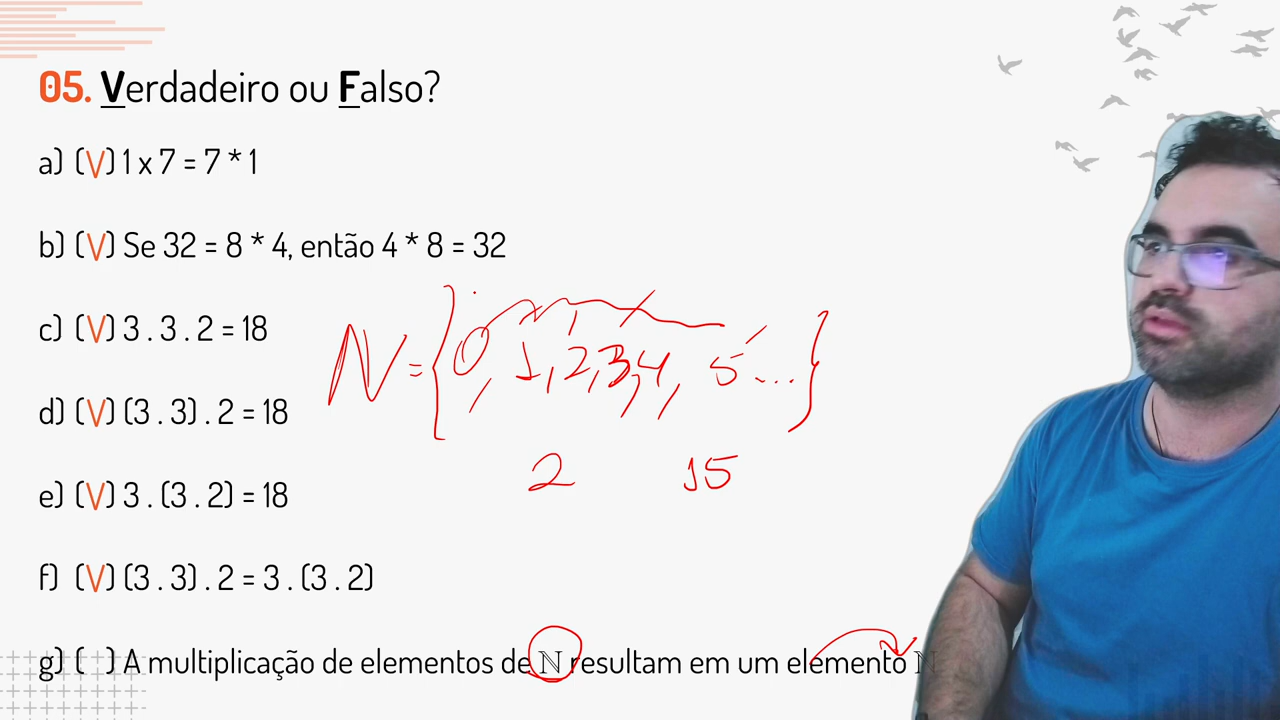 05. Verdadeiro ou Falso?
a) (V) 1 x 7 = 7 * 1
b) (V) Se 32 = 8 * 4, então 4 * 8 = 32
c) (V) 3 . 3 . 2 = 18
N = {0, 1, 2, 3, 4, 5 ...}
d) (V) (3 . 3) . 2 = 18
2 15
e) (V) 3 . (3 . 2) = 18
f) (V) (3 . 3) . 2 = 3 . (3 . 2)
g) ( ) A multiplicação de elementos de ℕ resultam em um elemento ℕ